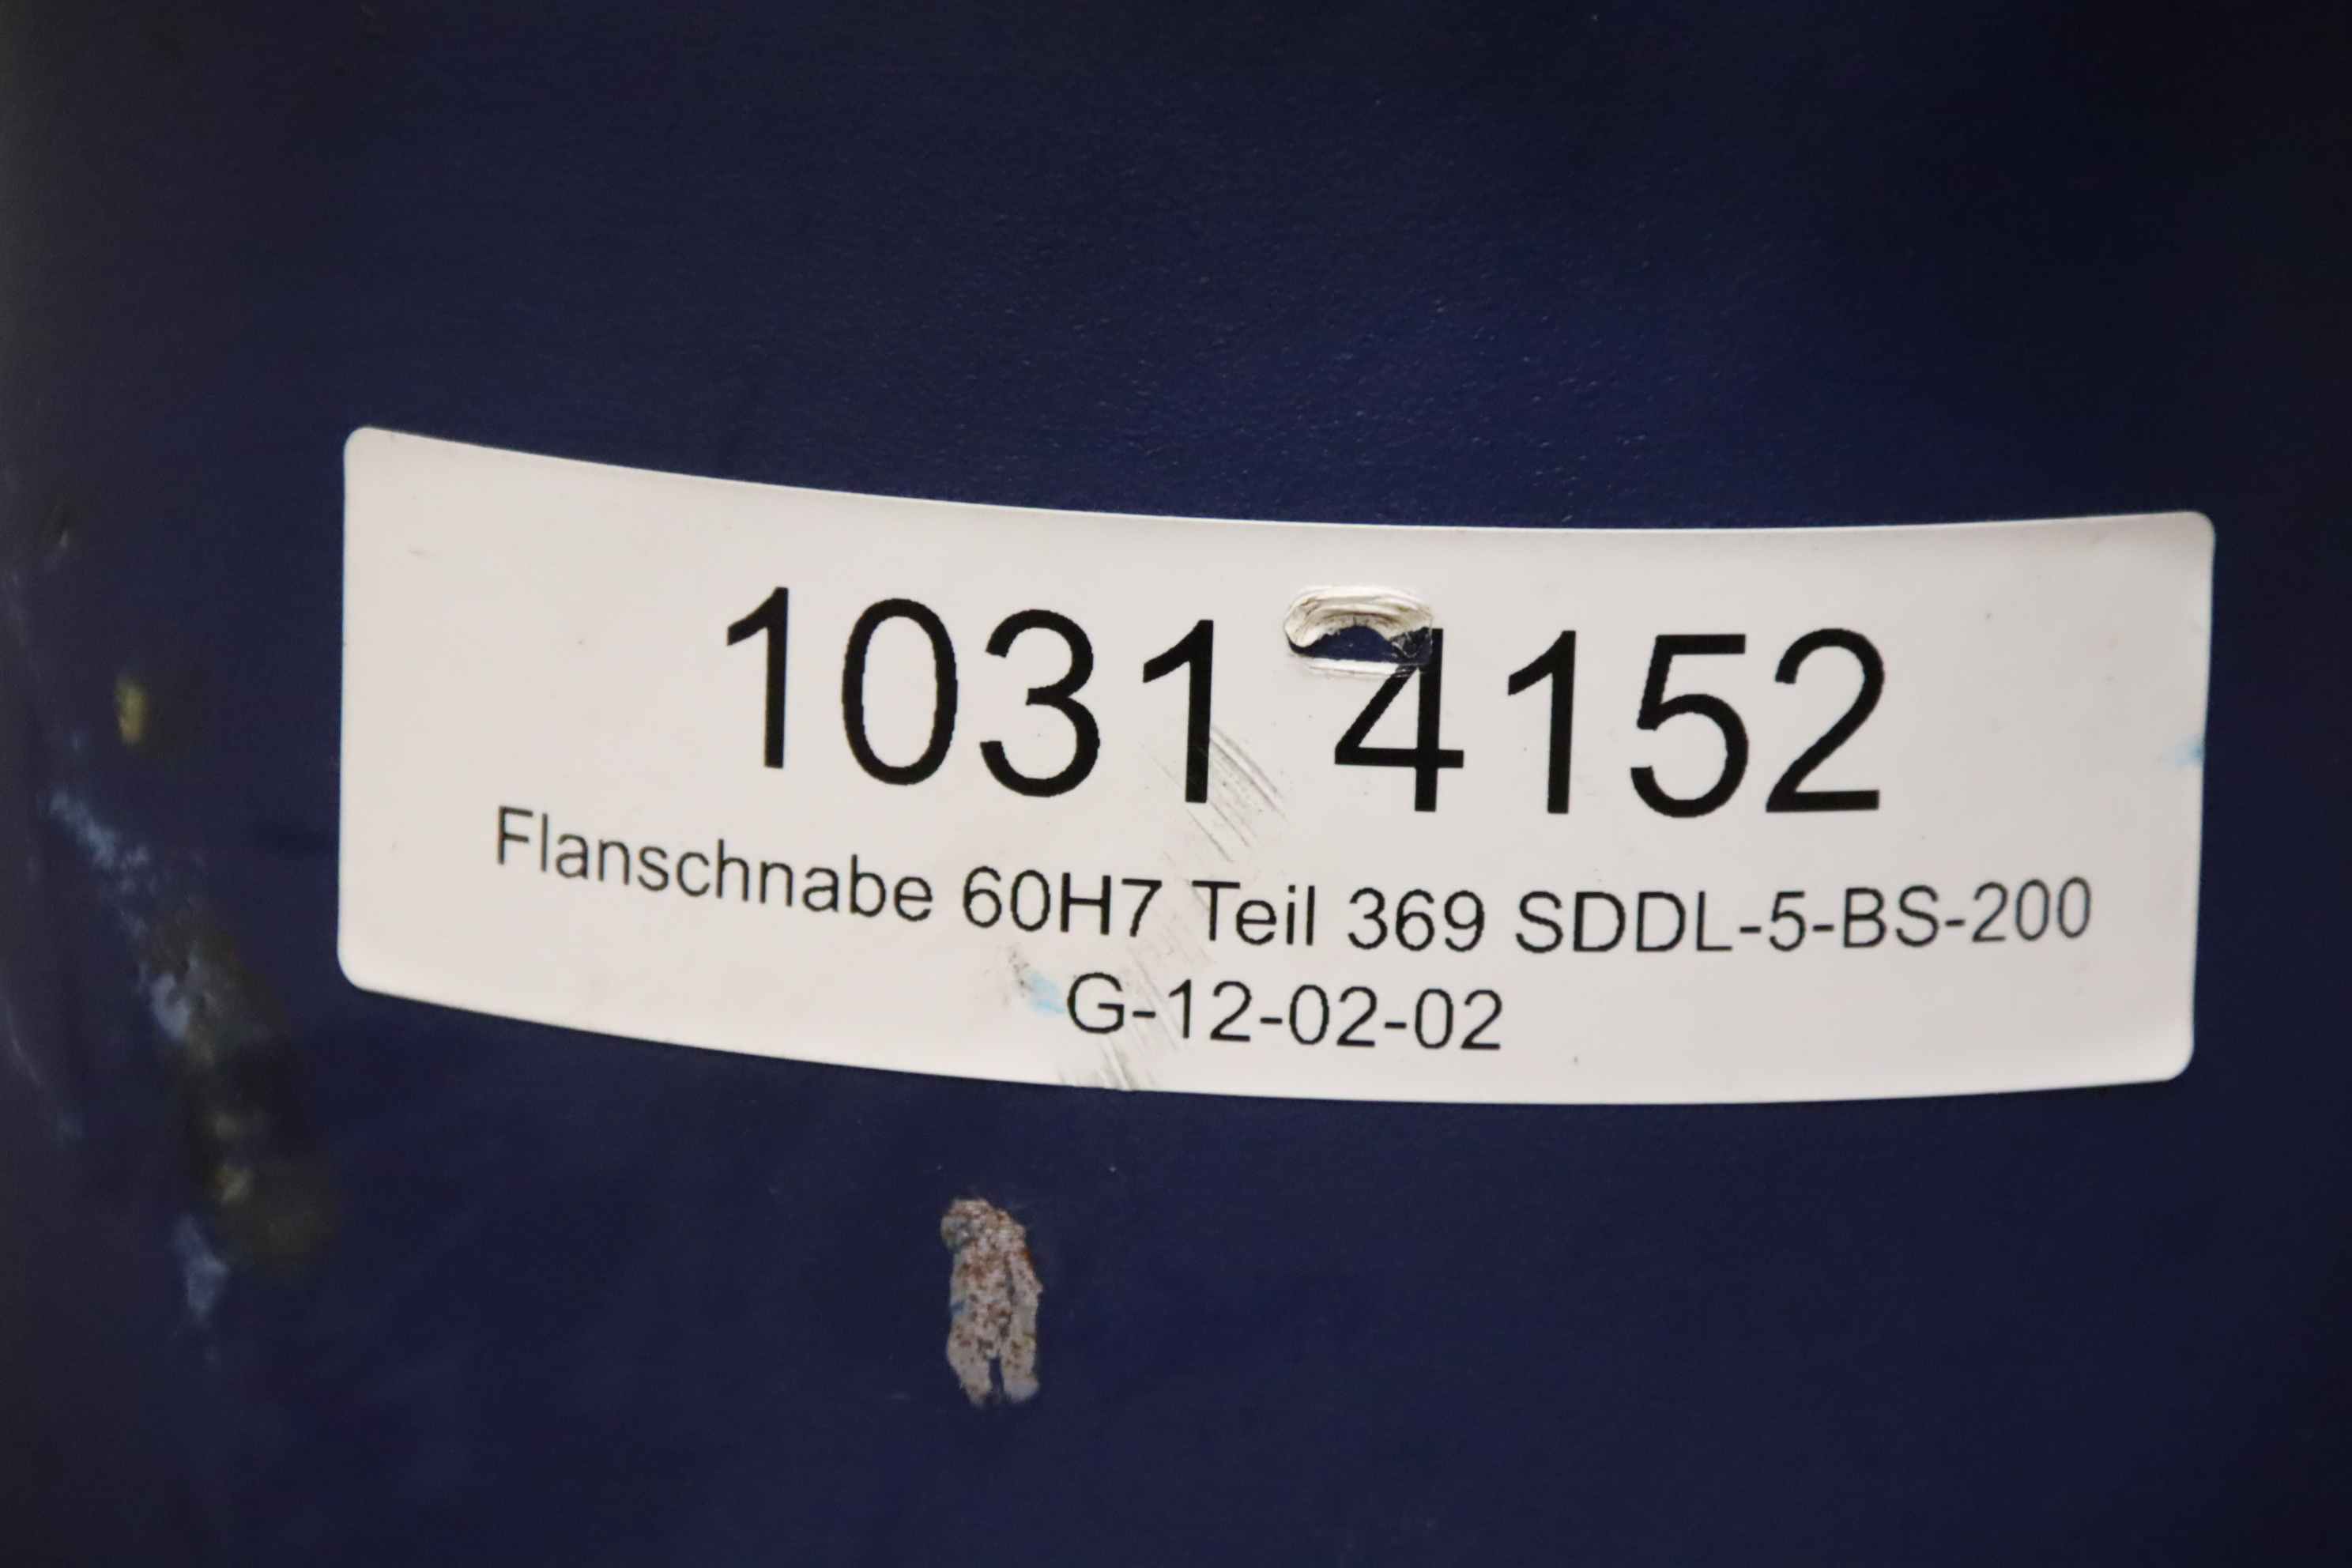 1031 4152
Flanschnabe 60H7 Teil 369 SDDL-5-BS-200
G-12-02-02